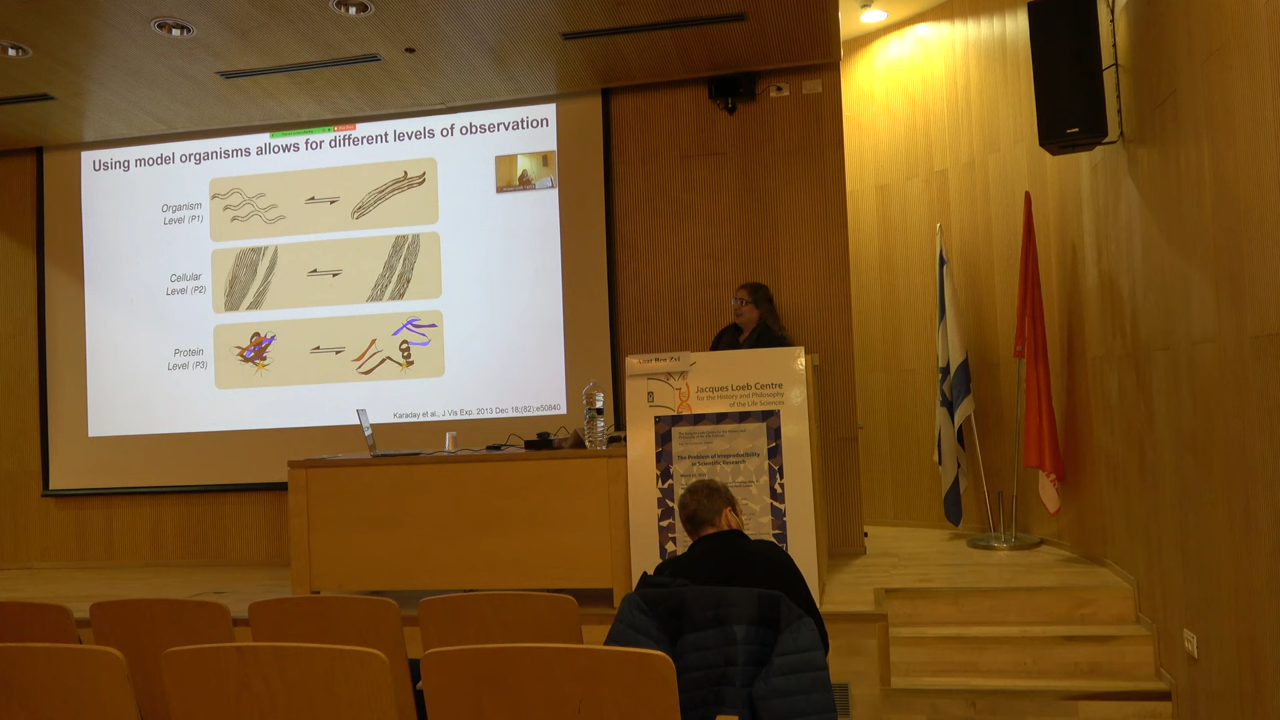 Using model organisms allows for different levels of observation
Organism
Level (P1)
Cellular
Level (P2)
Protein
Level (P3)
Karaday et al., J Vis Exp. 2013 Dec 18;(82):e50840
Ben Zvi
Jacques Loeb Centre
for the History and Philosophy
of the Life Sciences
The Problem of Irreproducibility
in Scientific Research